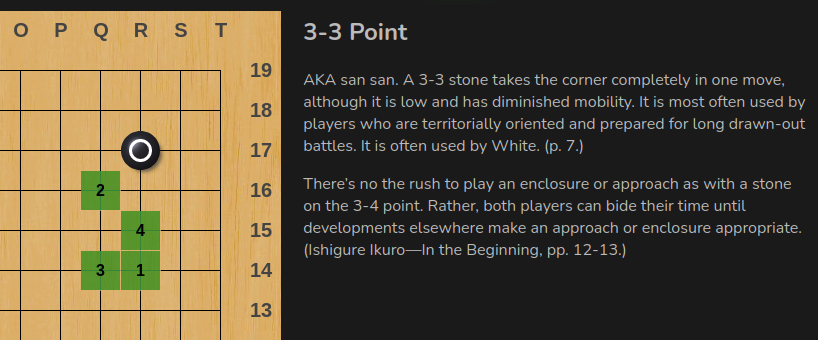 O P Q R S T
3-3 Point
19
AKA san san. A 3-3 stone takes the corner completely in one move,
although it is low and has diminished mobility. It is most often used by
players who are territorially oriented and prepared for long drawn-out
battles. It is often used by White. (p. 7.)
18
17
2 16
There's no the rush to play an enclosure or approach as with a stone
on the 3-4 point. Rather, both players can bide their time until
developments elsewhere make an approach or enclosure appropriate.
(Ishigure Ikuro—In the Beginning, pp. 12-13.)
4 15
3 1 14
13